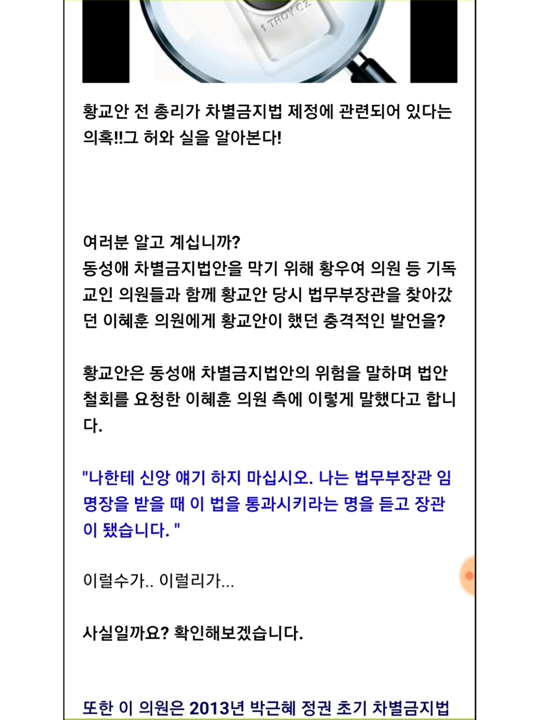 1 TROY OZ
황교안 전 총리가 차별금지법 제정에 관련되어 있다는
의혹!!그 허와 실을 알아본다!
여러분 알고 계십니까?
동성애 차별금지법안을 막기 위해 황우여 의원 등 기독
교인 의원들과 함께 황교안 당시 법무부장관을 찾아갔
던 이혜훈 의원에게 황교안이 했던 충격적인 발언을?
황교안은 동성애 차별금지법안의 위험을 말하며 법안
철회를 요청한 이혜훈 의원 측에 이렇게 말했다고 합니
다.
"나한테 신앙 얘기 하지 마십시오. 나는 법무부장관 임
명장을 받을 때 이 법을 통과시키라는 명을 듣고 장관
이 됐습니다. "
이럴수가.. 이럴리가...
사실일까요? 확인해보겠습니다.
또한 이 의원은 2013년 박근혜 정권 초기 차별금지법